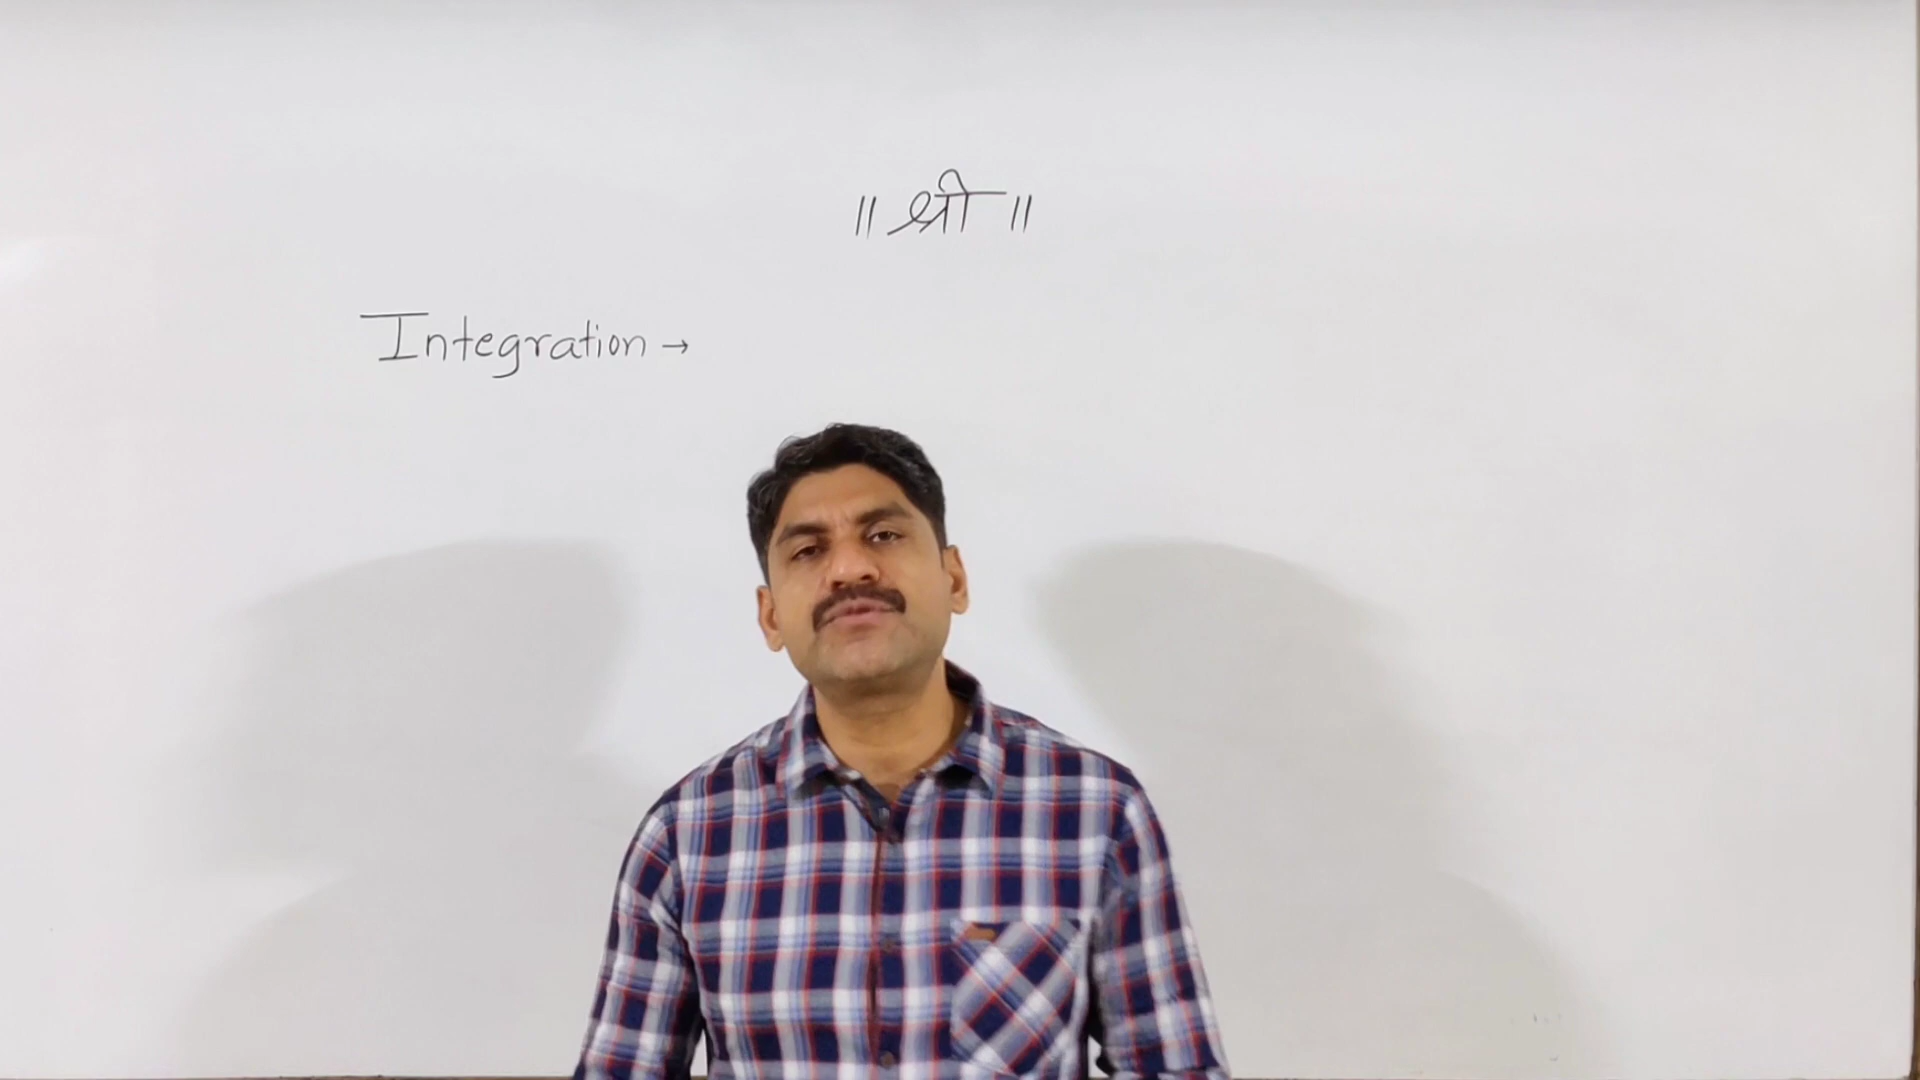 ॥ श्री ॥
Integration →